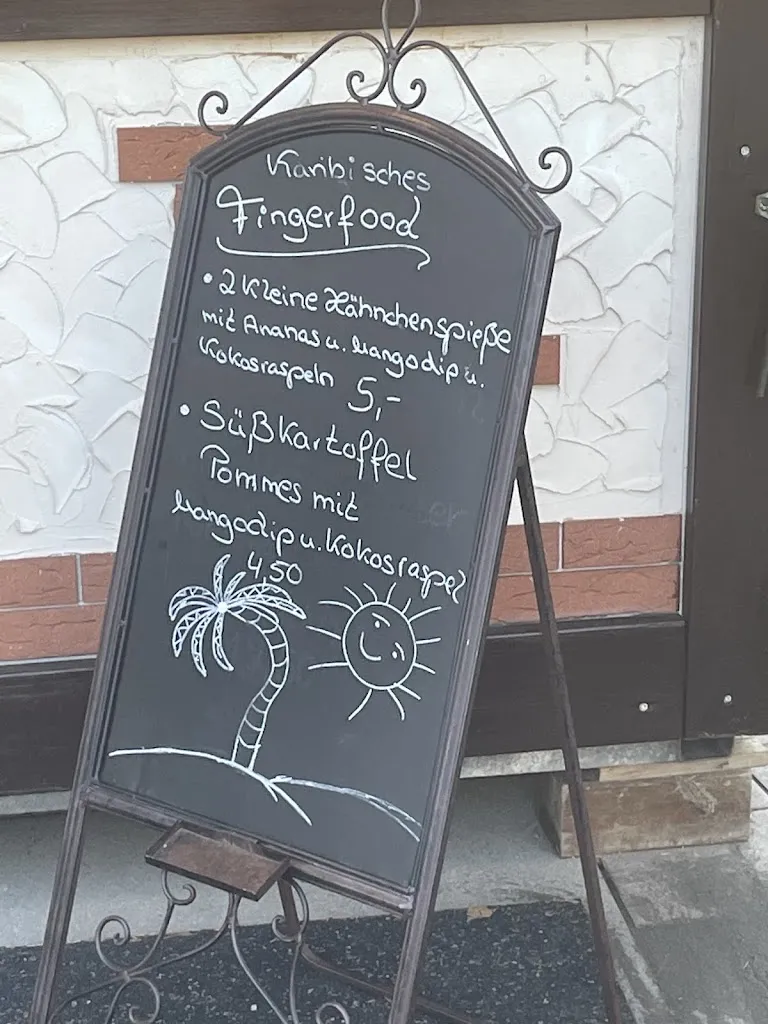 Karibisches
Fingerfood
• 2 kleine Hähnchenspieße
mit Ananas u. Mangodip u.
Kokosraspeln 5,-
• Süßkartoffel
Pommes mit
Mangodip u. Kokosraspel
4,50